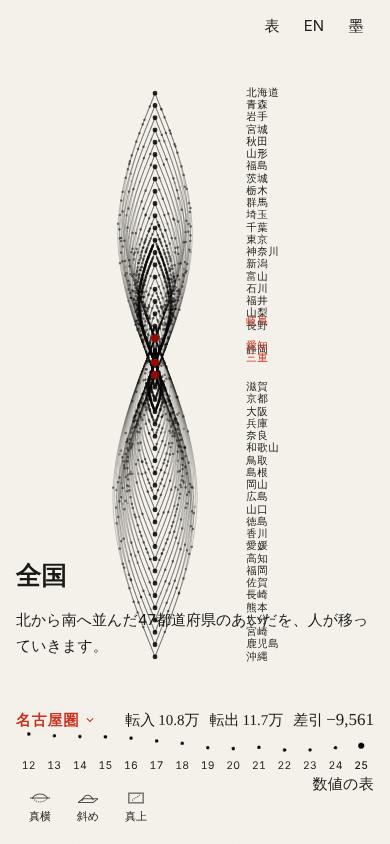 表 EN 墨
北海道
青森
岩手
宮城
秋田
山形
福島
茨城
栃木
群馬
埼玉
千葉
東京
神奈川
新潟
富山
石川
福井
山梨
岐阜
長野
愛知
静岡
三重
滋賀
京都
大阪
兵庫
奈良
和歌山
鳥取
島根
岡山
広島
山口
徳島
香川
愛媛
高知
福岡
佐賀
長崎
熊本
大分
宮崎
鹿児島
沖縄
全国
北から南へ並んだ47都道府県のあいだを、人が移っ
ていきます。
名古屋圏 転入 10.8万 転出 11.7万 差引 −9,561
12 13 14 15 16 17 18 19 20 21 22 23 24 25
数値の表
真横 斜め 真上